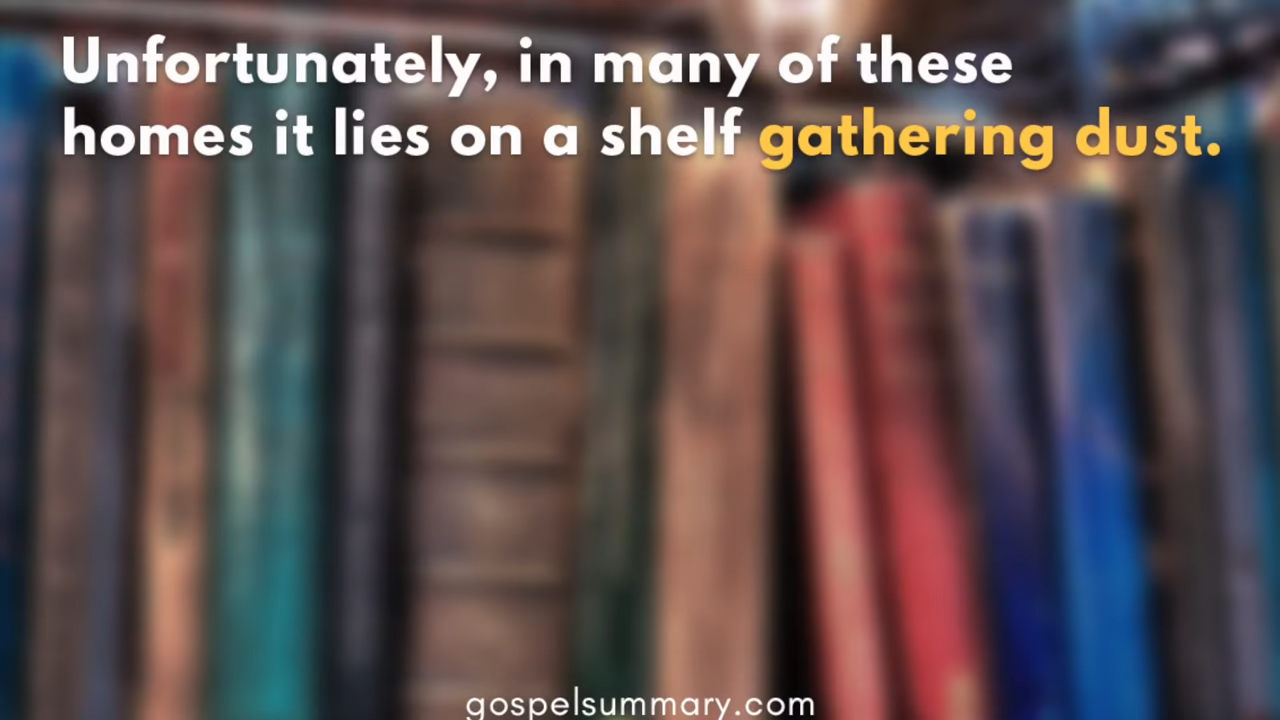 Unfortunately, in many of these
homes it lies on a shelf gathering dust.
gospelsummary.com